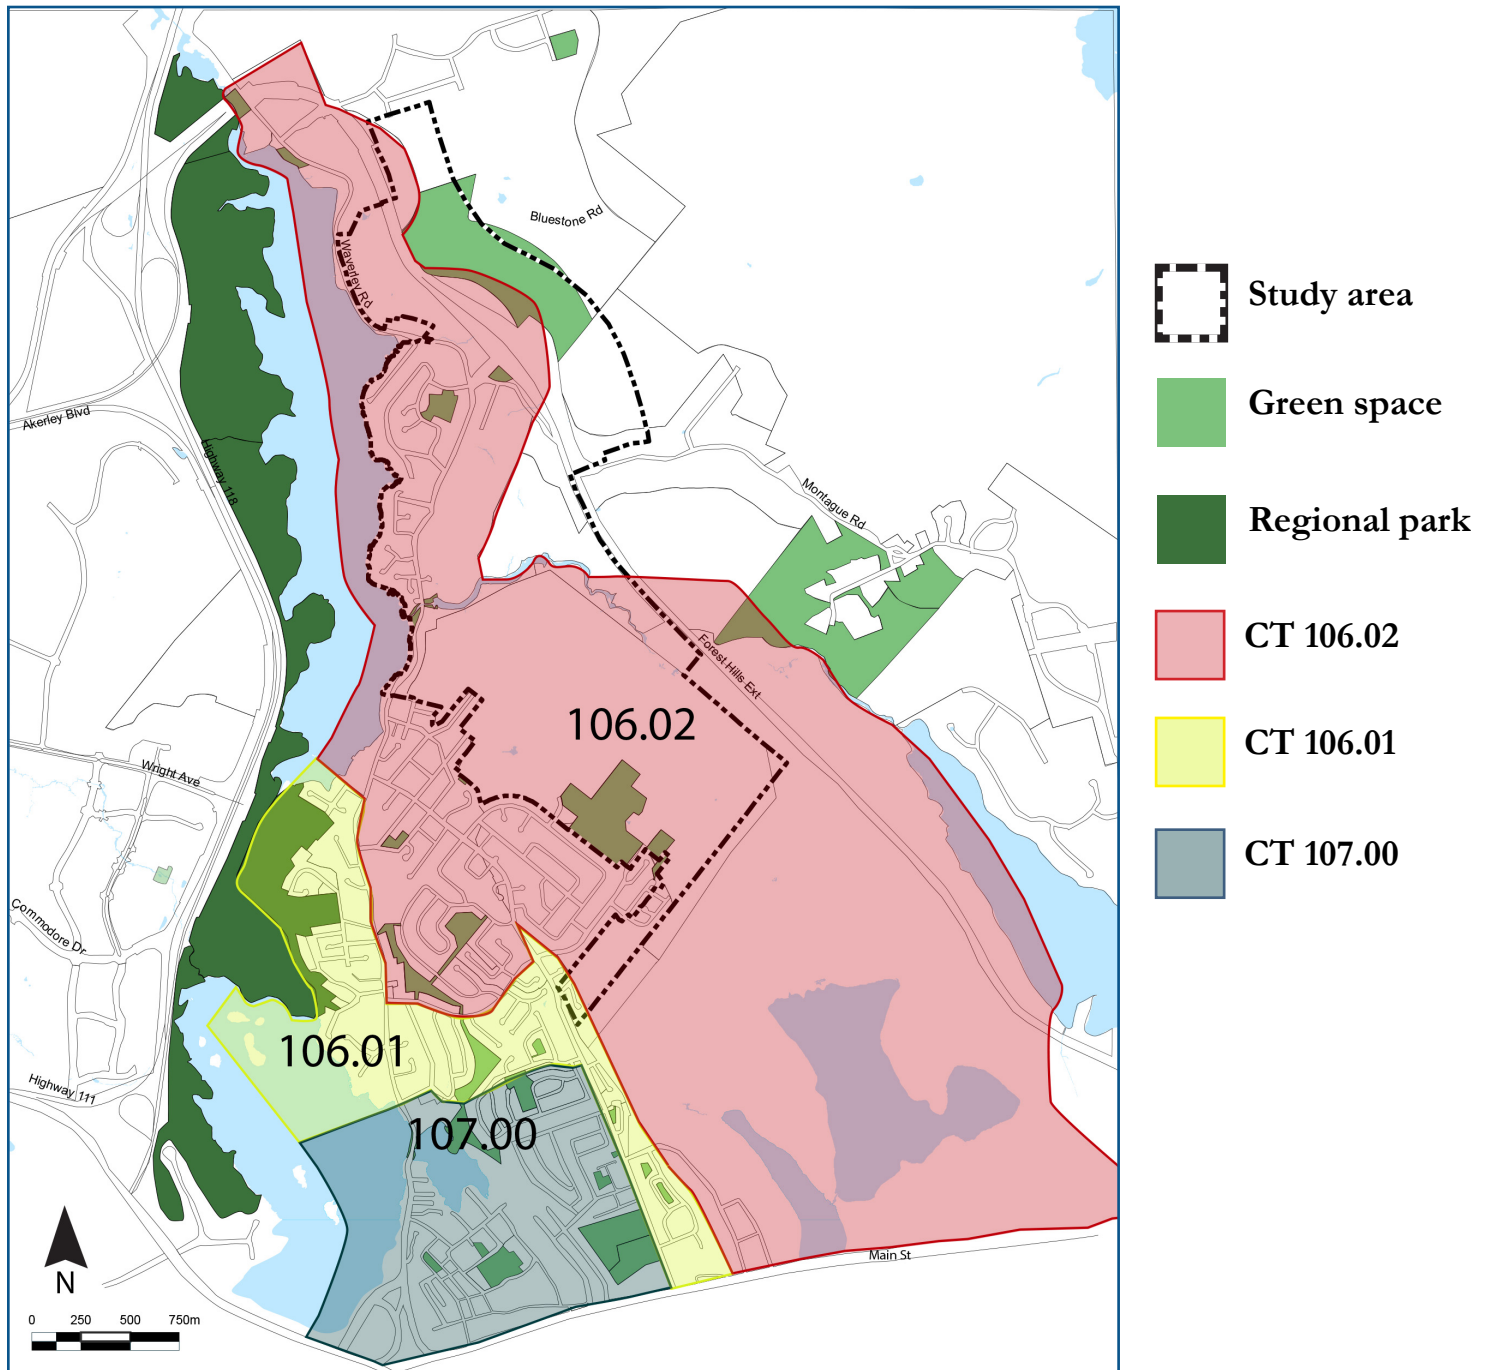 Bluestone Rd
Waverley Rd
Akerley Blvd
Highway 118
Montague Rd
Forest Hills Ext
106.02
Wright Ave
Commodore Dr
106.01
Highway 111
107.00
Main St
N
0 250 500 750m
Study area
Green space
Regional park
CT 106.02
CT 106.01
CT 107.00